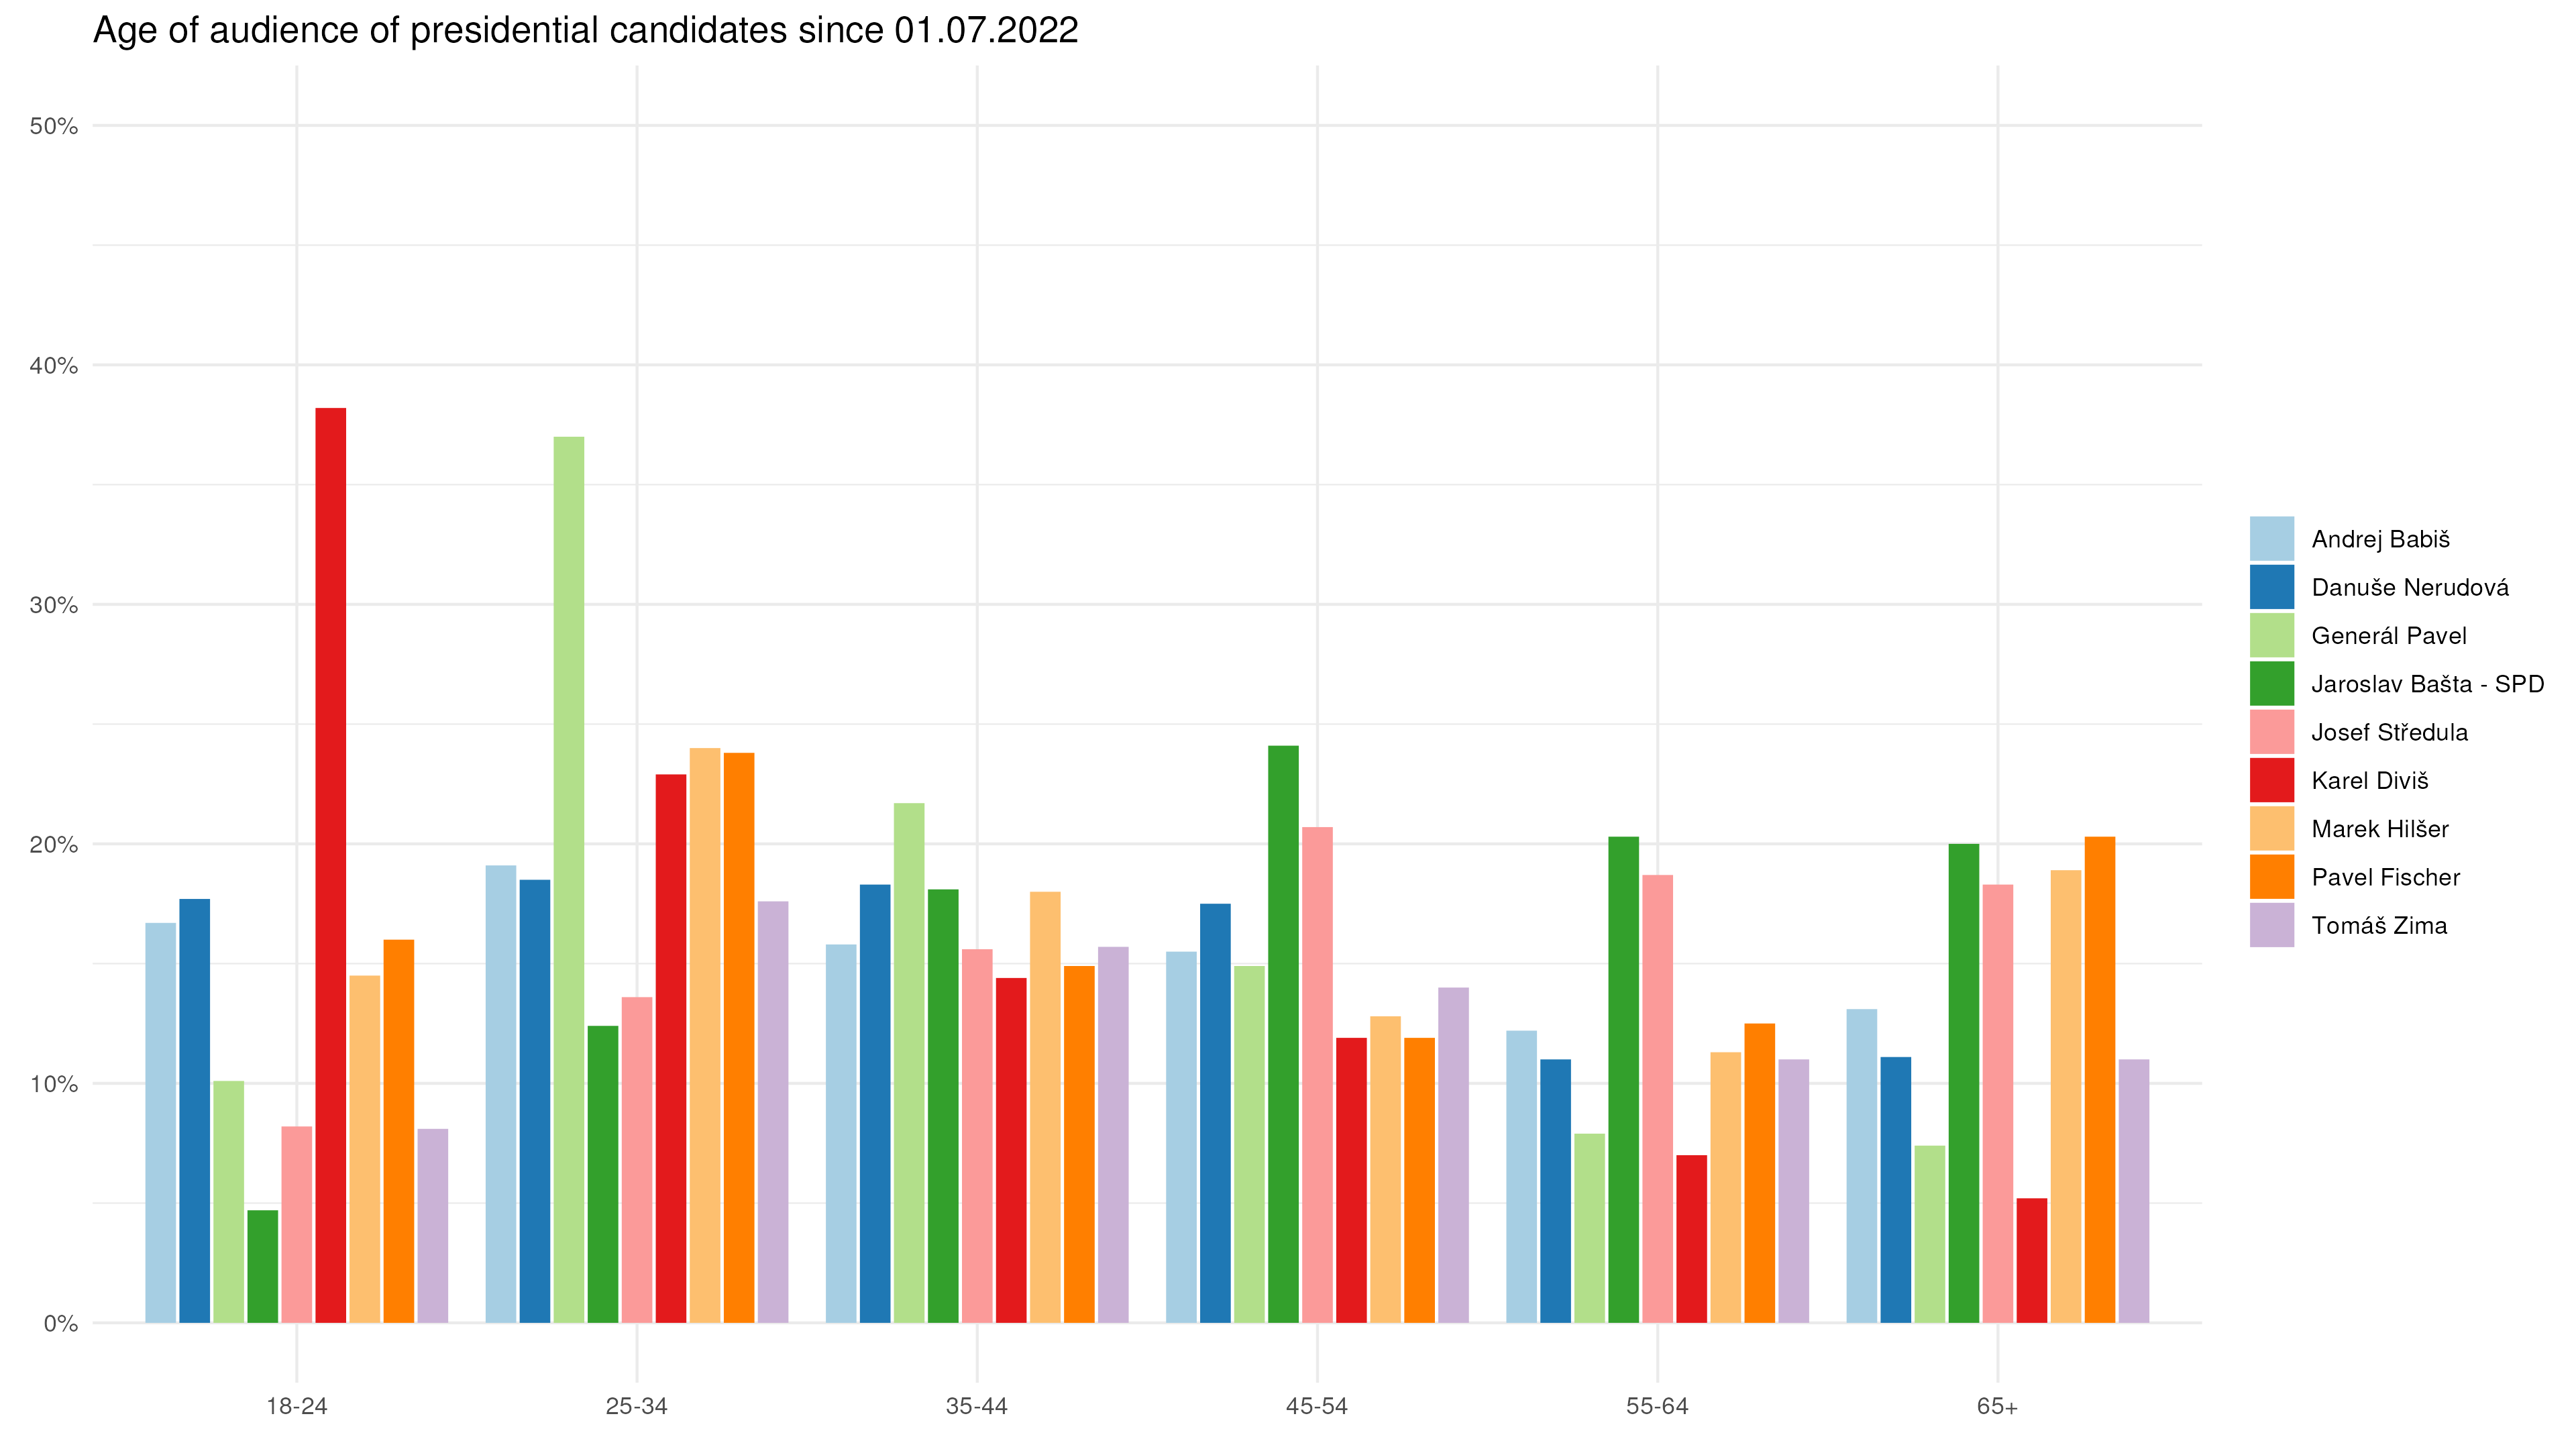 Age of audience of presidential candidates since 01.07.2022
50%
40%
30%
20%
10%
0%
18-24
25-34
35-44
45-54
55-64
65+
Andrej Babiš
Danuše Nerudová
Generál Pavel
Jaroslav Bašta - SPD
Josef Středula
Karel Diviš
Marek Hilšer
Pavel Fischer
Tomáš Zima